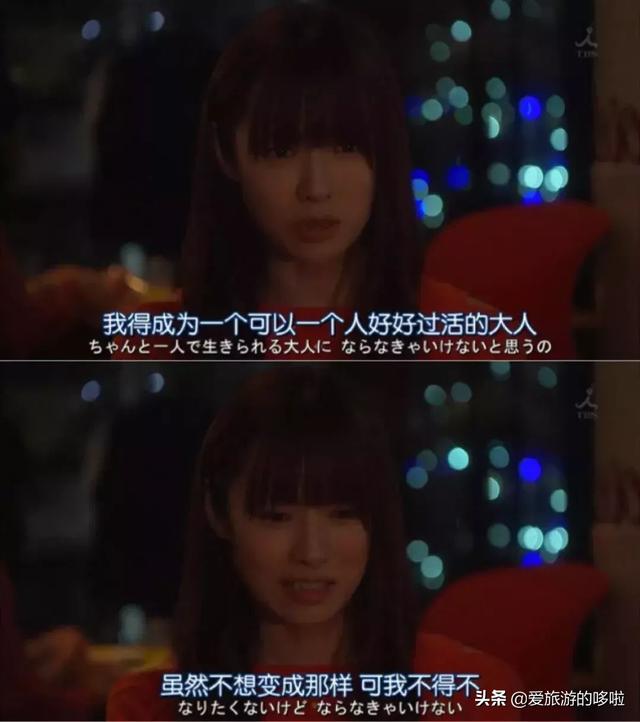 TBS
我得成为一个可以一个人好好过活的大人
ちゃんと一人で生きられる大人に ならなきゃいけないと思うの
TBS
虽然不想变成那样 可我不得不
なりたくないけど ならなきゃいけない
头条 @爱旅游的哆啦